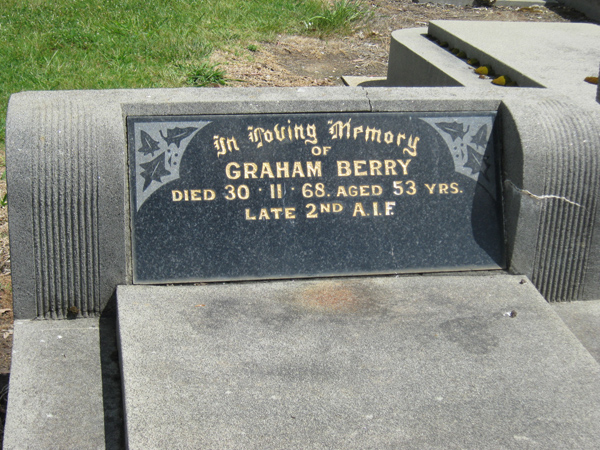 In Loving Memory
OF
GRAHAM BERRY
DIED 30·11·68. AGED 53 YRS.
LATE 2ND A.I.F.